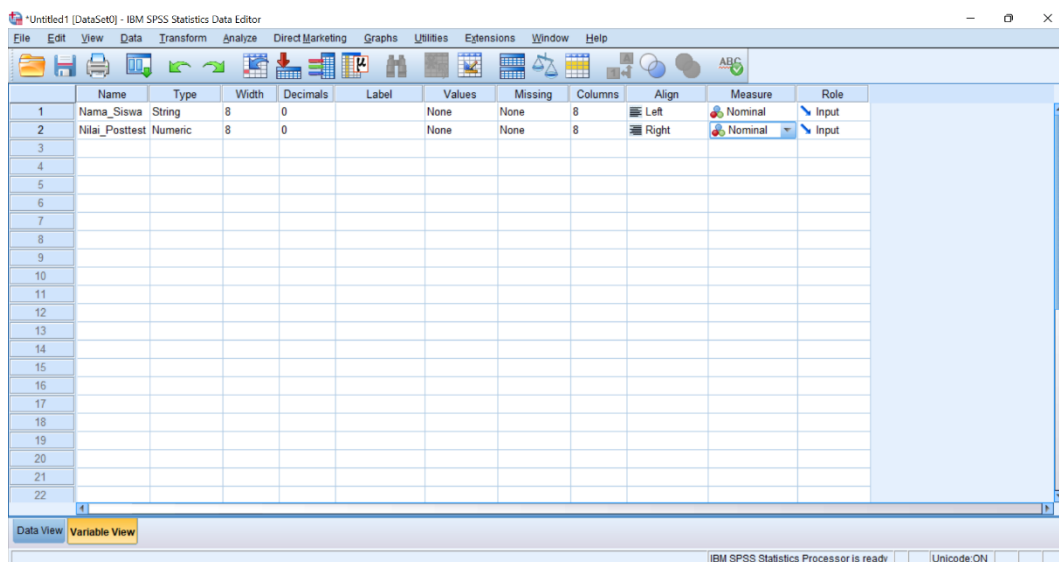 *Untitled1 [DataSet0] - IBM SPSS Statistics Data Editor
File Edit View Data Transform Analyze Direct Marketing Graphs Utilities Extensions Window Help
Name Type Width Decimals Label Values Missing Columns Align Measure Role
1 Nama_Siswa String 8 0 None None 8 Left Nominal Input
2 Nilai_Posttest Numeric 8 0 None None 8 Right Nominal Input
3
4
5
6
7
8
9
10
11
12
13
14
15
16
17
18
19
20
21
22
Data View Variable View
IBM SPSS Statistics Processor is ready Unicode:ON